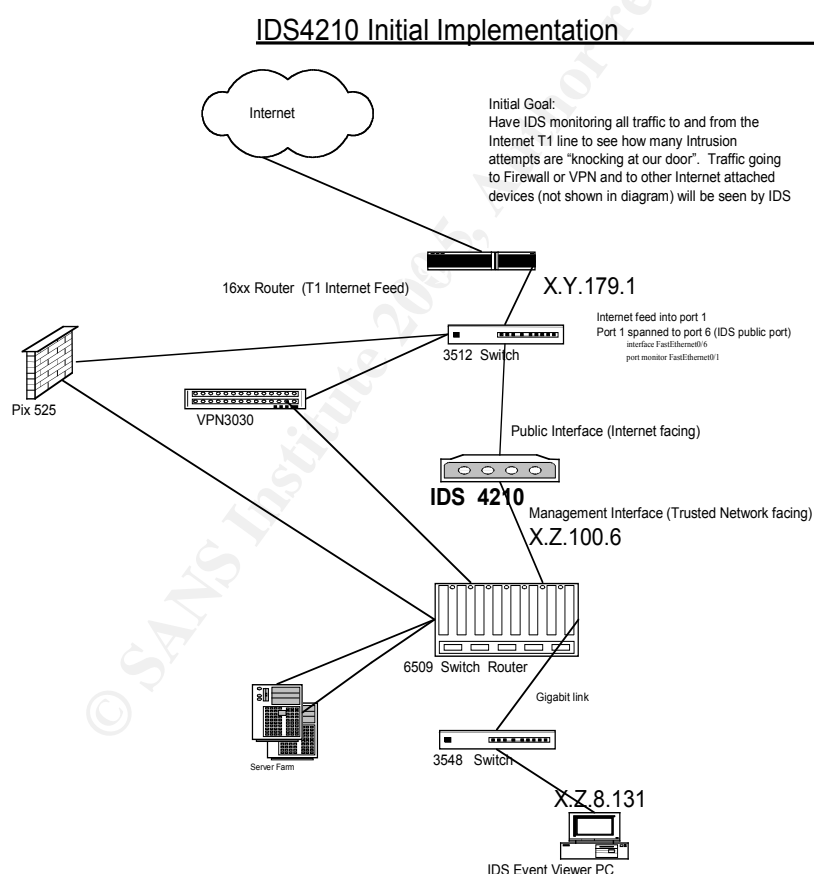 IDS4210 Initial Implementation
Internet
Initial Goal:
Have IDS monitoring all traffic to and from the
Internet T1 line to see how many Intrusion
attempts are “knocking at our door”. Traffic going
to Firewall or VPN and to other Internet attached
devices (not shown in diagram) will be seen by IDS
16xx Router (T1 Internet Feed)
X.Y.179.1
Internet feed into port 1
Port 1 spanned to port 6 (IDS public port)
interface FastEthernet0/6
port monitor FastEthernet0/1
3512 Switch
Pix 525
VPN3030
Public Interface (Internet facing)
IDS 4210
Management Interface (Trusted Network facing)
X.Z.100.6
6509 Switch Router
Gigabit link
Server Farm
3548 Switch
X.Z.8.131
IDS Event Viewer PC
© SANS Institute 2005, Author re